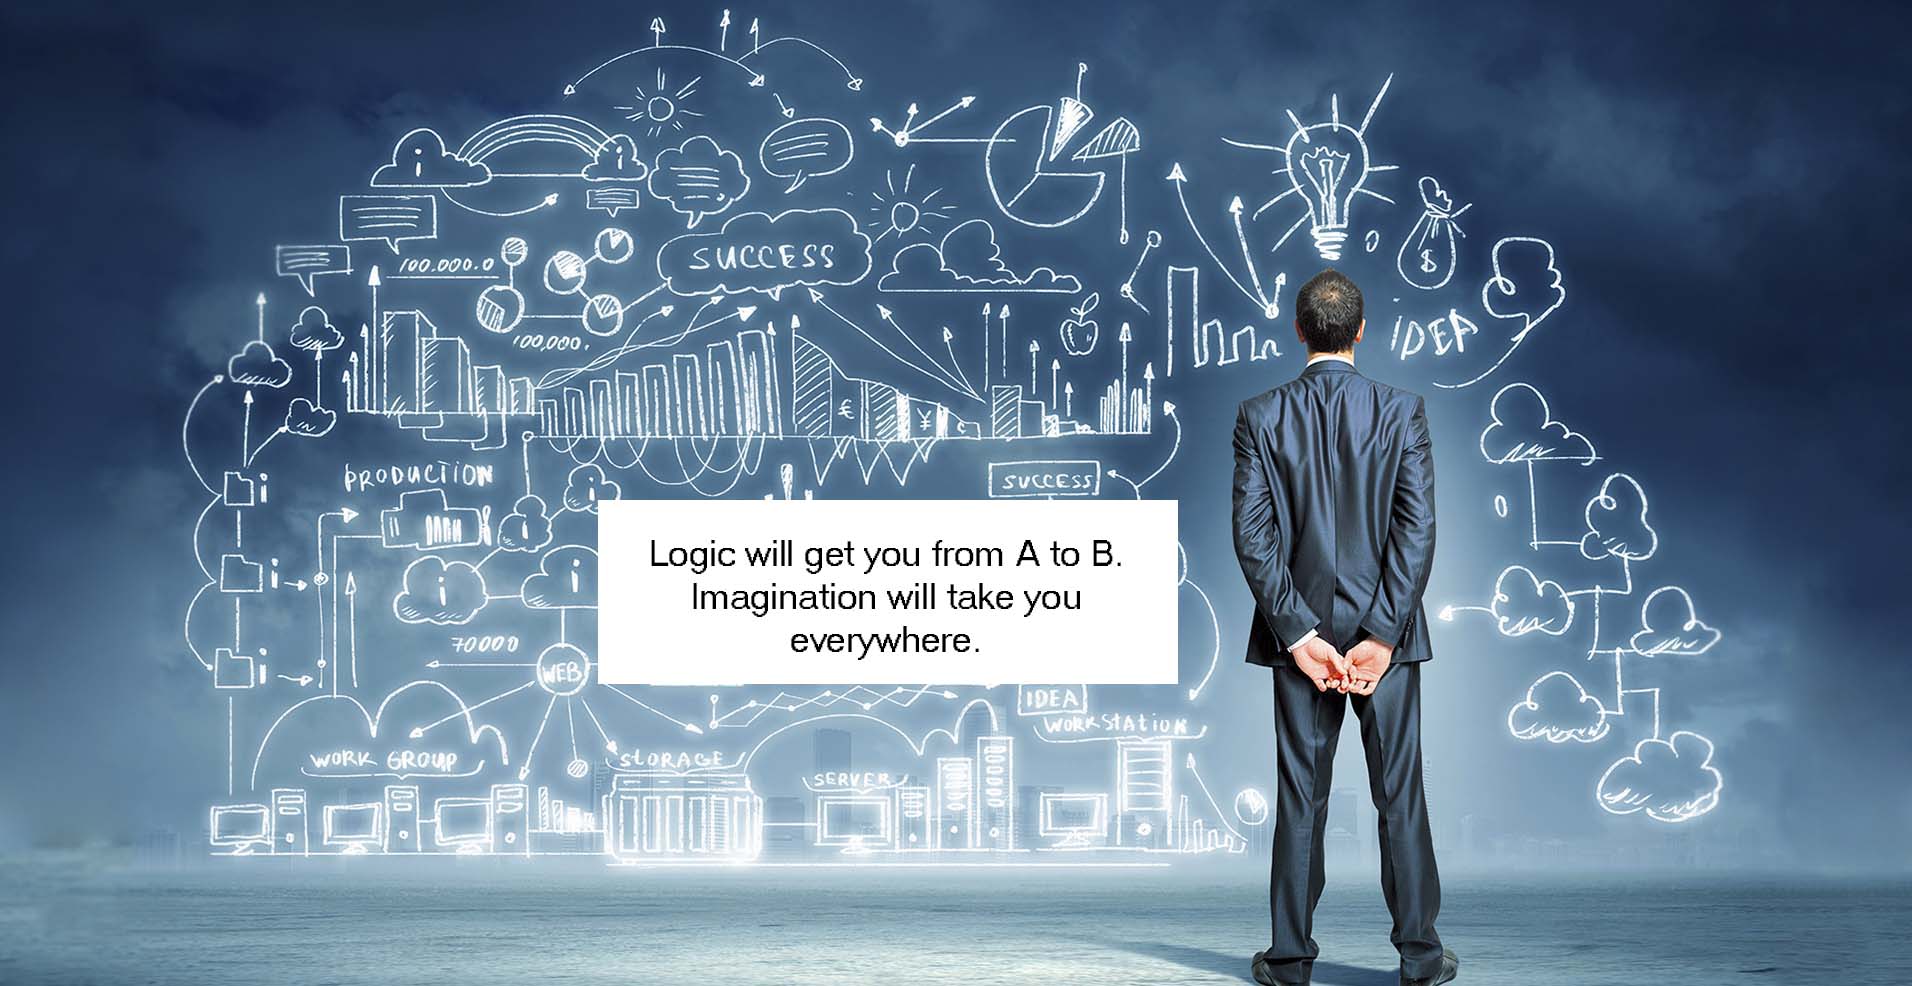 SUCCESS
100.000.0
100,000.
IDEA
PRODUCTION
SUCCESS
Logic will get you from A to B.
Imagination will take you
everywhere.
70000
WEB
IDEA
WORKSTATION
WORK GROUP
STORAGE
SERVER
i
i
i
i
i
i
i
i
$
€
¥